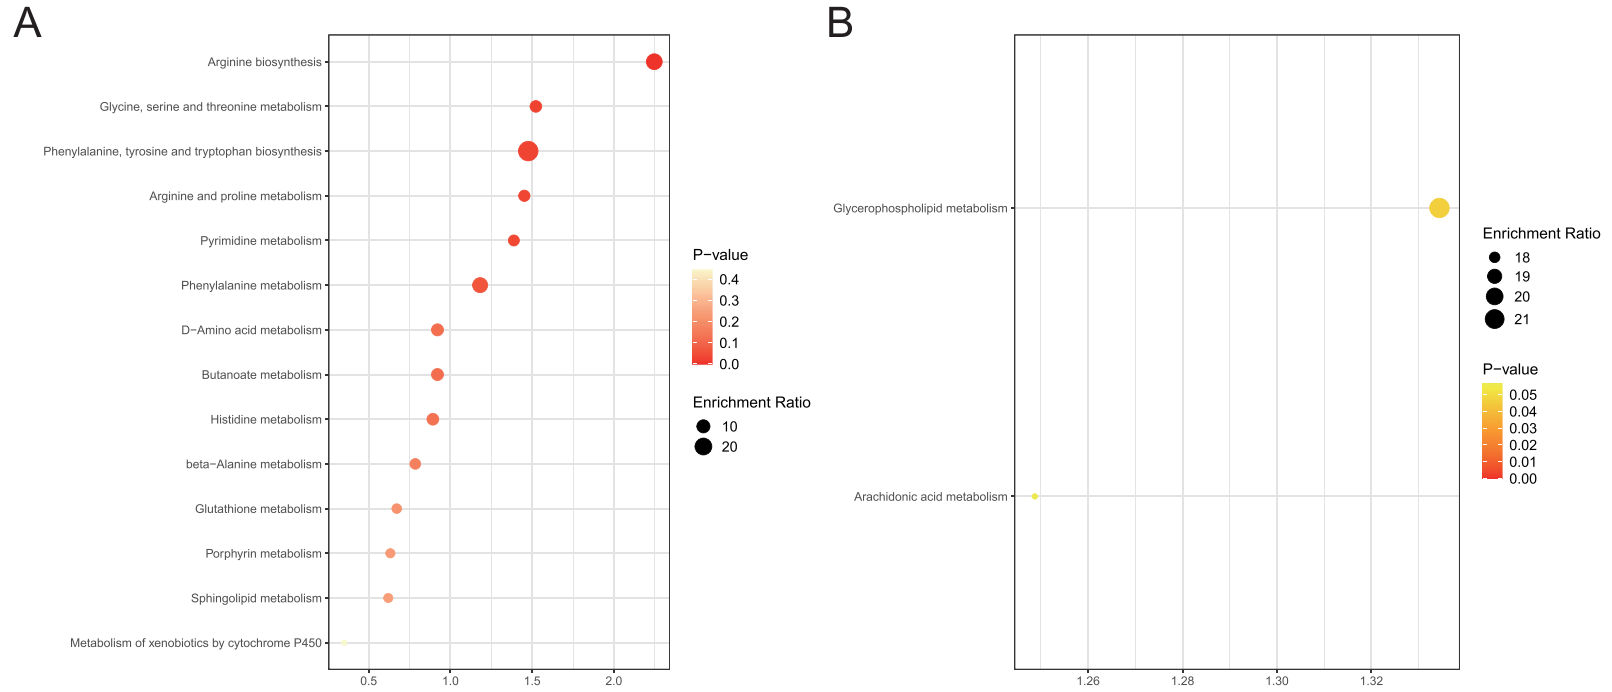 A
Arginine biosynthesis
Glycine, serine and threonine metabolism
Phenylalanine, tyrosine and tryptophan biosynthesis
Arginine and proline metabolism
Pyrimidine metabolism
Phenylalanine metabolism
D−Amino acid metabolism
Butanoate metabolism
Histidine metabolism
beta−Alanine metabolism
Glutathione metabolism
Porphyrin metabolism
Sphingolipid metabolism
Metabolism of xenobiotics by cytochrome P450
0.5 1.0 1.5 2.0
P−value
0.4
0.3
0.2
0.1
0.0
Enrichment Ratio
10
20
B
Glycerophospholipid metabolism
Arachidonic acid metabolism
1.26 1.28 1.30 1.32
Enrichment Ratio
18
19
20
21
P−value
0.05
0.04
0.03
0.02
0.01
0.00